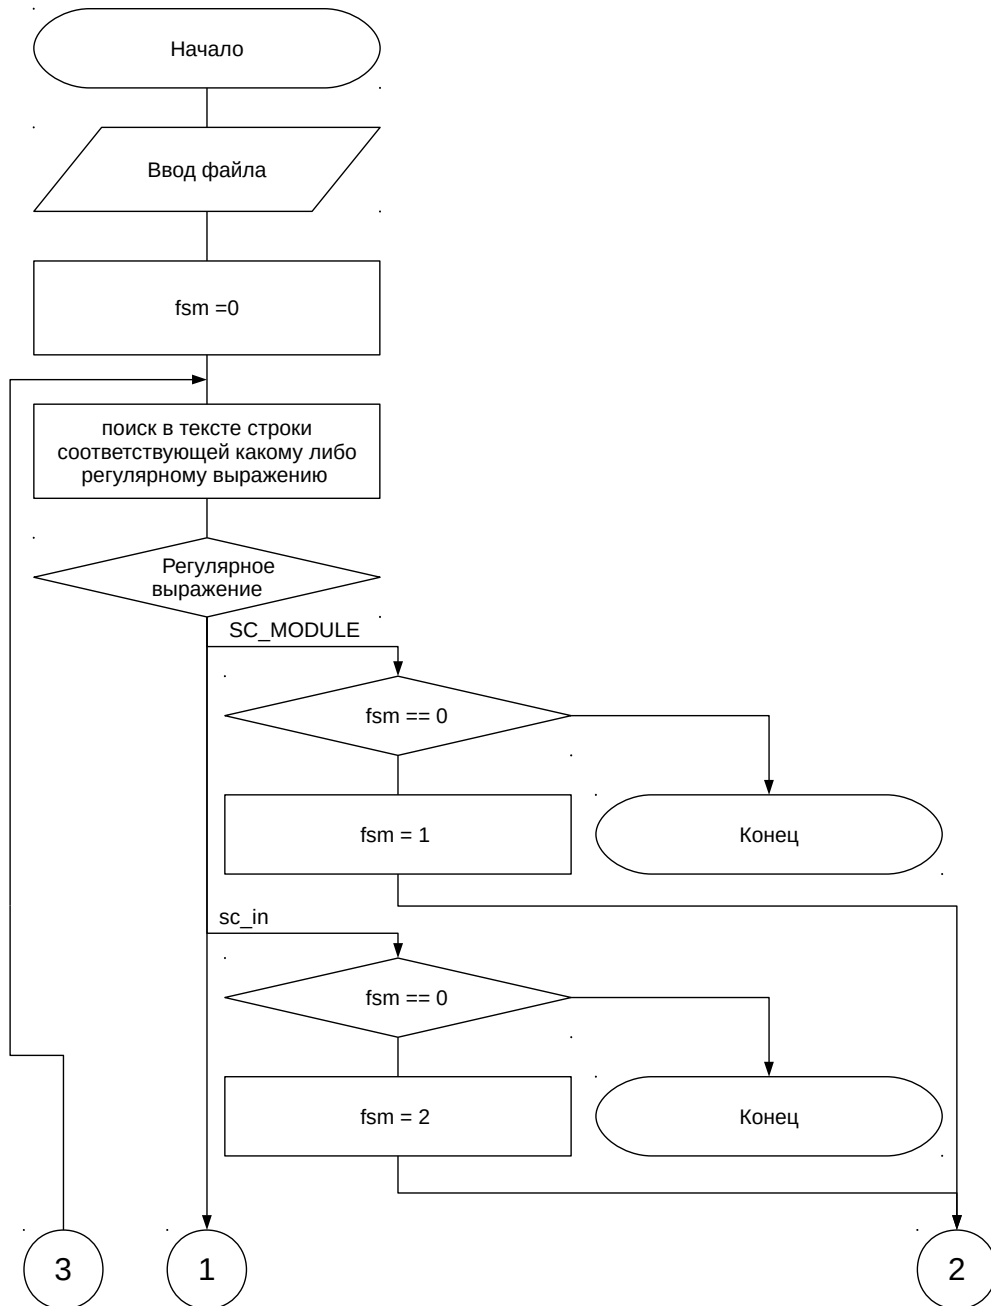 Начало
Ввод файла
fsm =0
поиск в тексте строки
соответствующей какому либо
регулярному выражению
Регулярное
выражение
SC_MODULE
fsm == 0
fsm = 1
Конец
sc_in
fsm == 0
fsm = 2
Конец
3
1
2